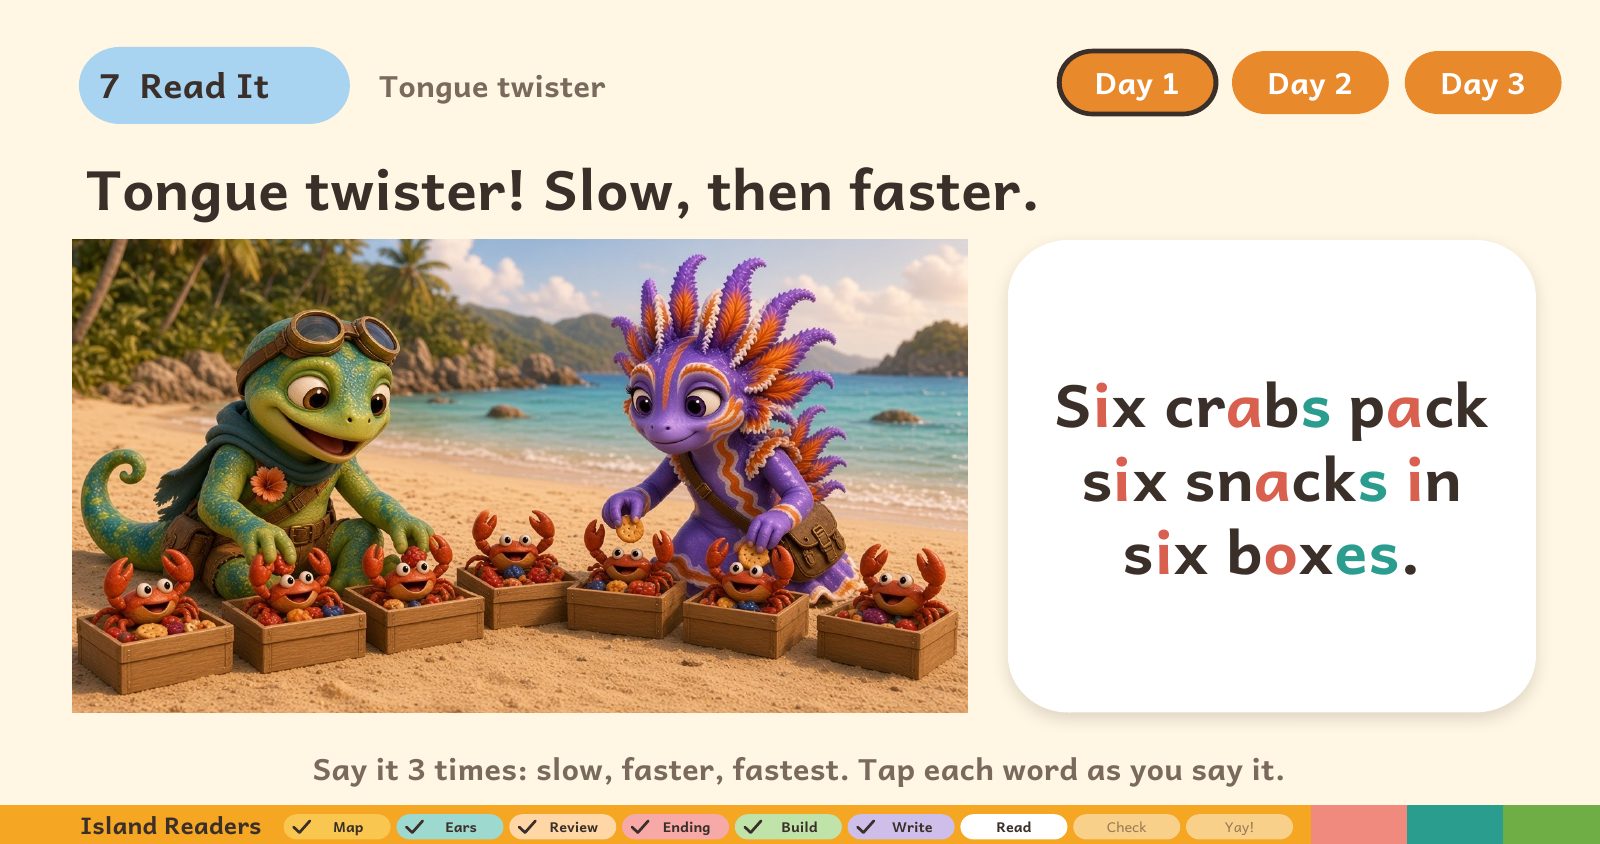 7 Read It
Tongue twister
Day 1
Day 2
Day 3
Tongue twister! Slow, then faster.
Six crabs pack
six snacks in
six boxes.
Say it 3 times: slow, faster, fastest. Tap each word as you say it.
Island Readers
Map
Ears
Review
Ending
Build
Write
Read
Check
Yay!